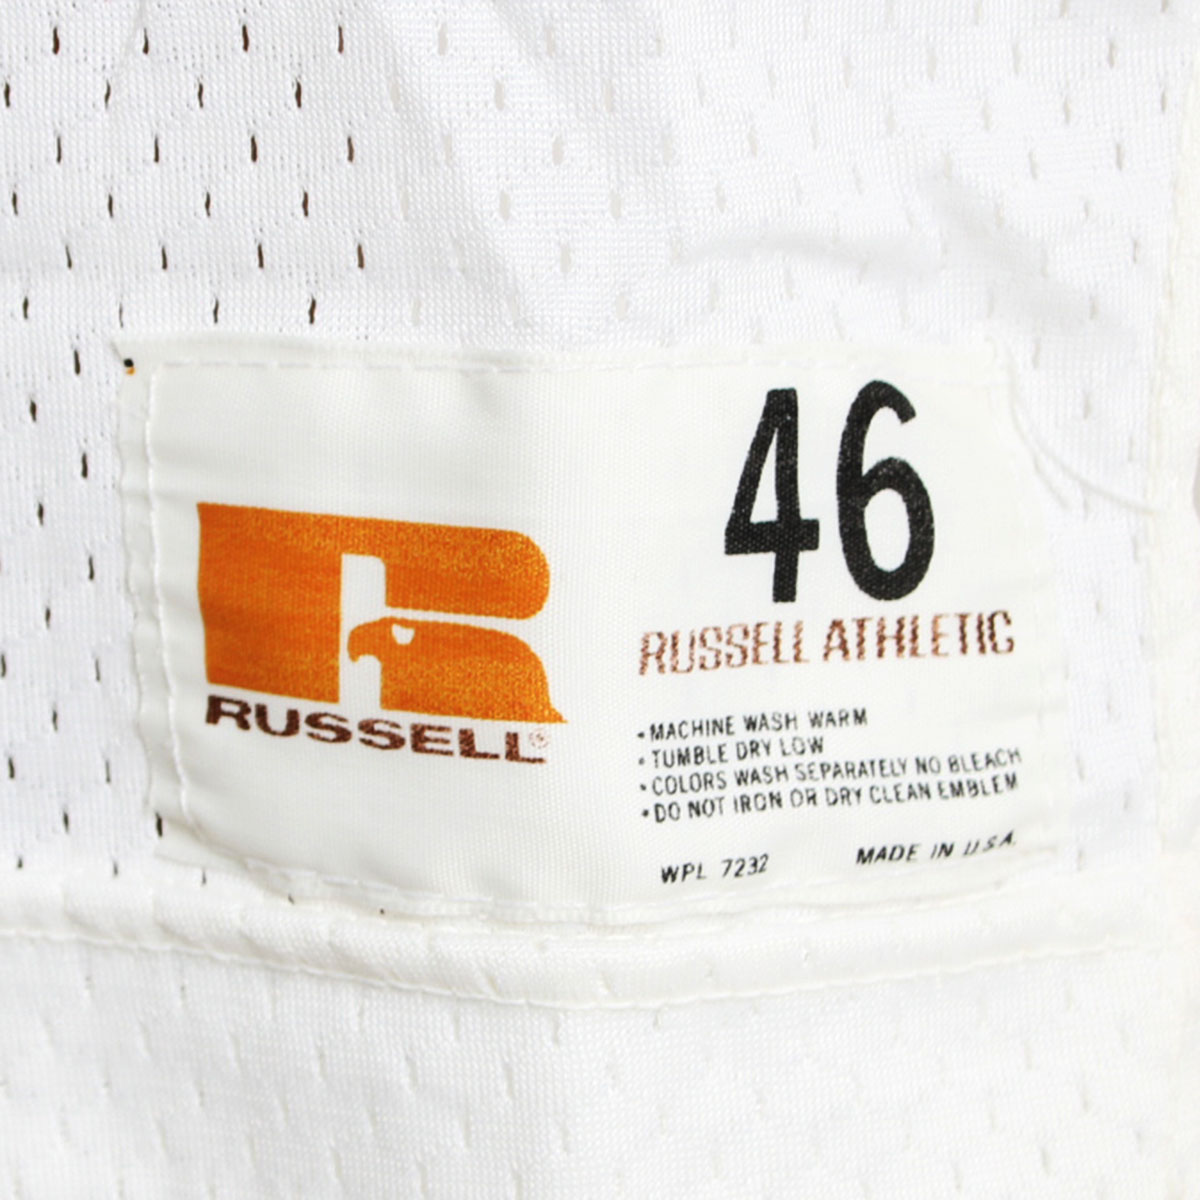 RUSSELL®
46
RUSSELL ATHLETIC
•MACHINE WASH WARM
•TUMBLE DRY LOW
•COLORS WASH SEPARATELY NO BLEACH
•DO NOT IRON OR DRY CLEAN EMBLEM
WPL 7232 MADE IN U.S.A.